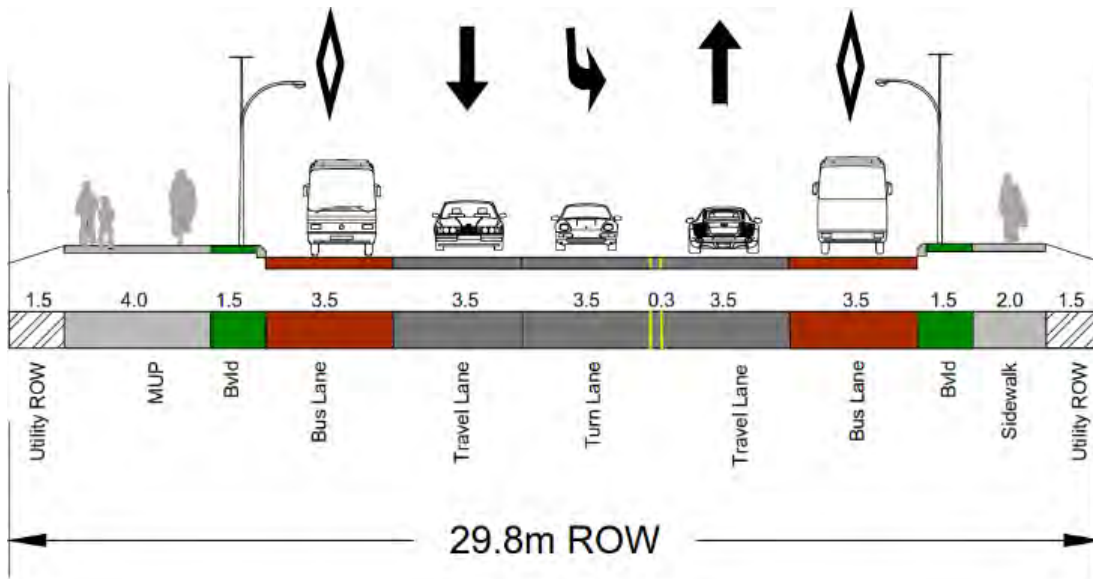 1.5 4.0 1.5 3.5 3.5 3.5 0.3 3.5 3.5 1.5 2.0 1.5
Utility ROW
MUP
Bvld
Bus Lane
Travel Lane
Turn Lane
Travel Lane
Bus Lane
Bvld
Sidewalk
Utility ROW
29.8m ROW